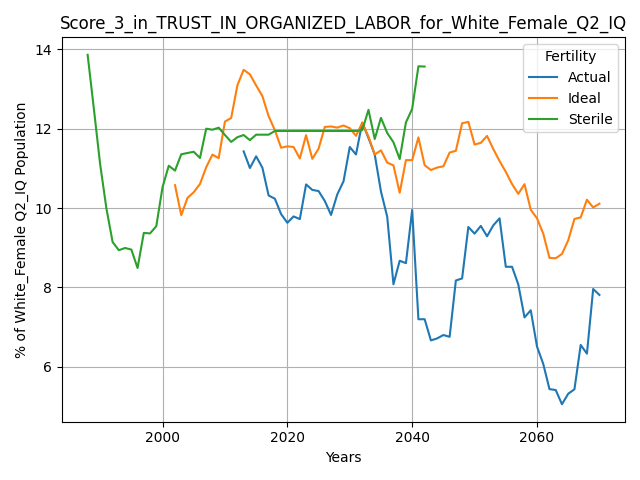 Score_3_in_TRUST_IN_ORGANIZED_LABOR_for_White_Female_Q2_IQ
Fertility
Actual
Ideal
Sterile
% of White_Female Q2_IQ Population
14
12
10
8
6
2000
2020
2040
2060
Years